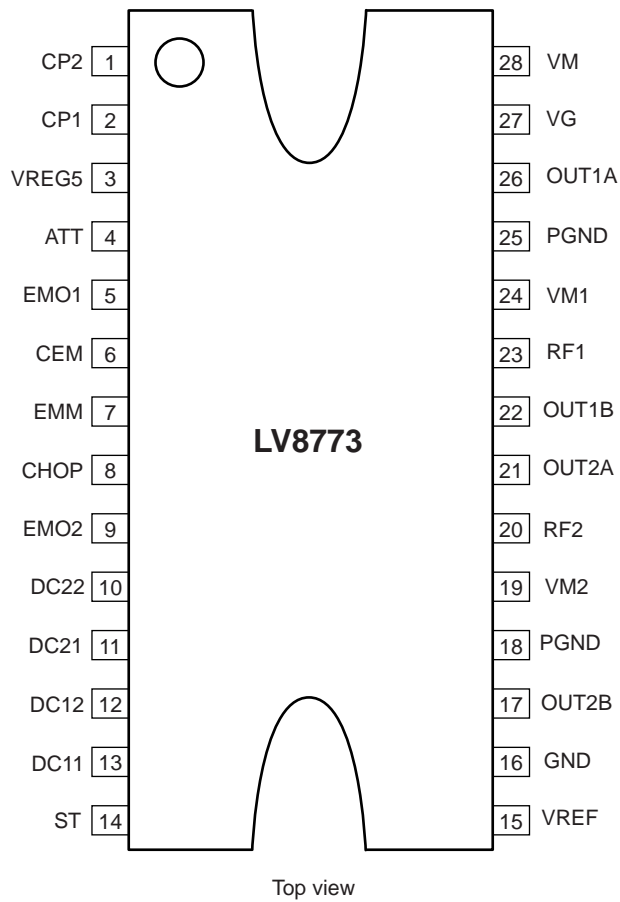 CP2 1 28 VM
CP1 2 27 VG
VREG5 3 26 OUT1A
ATT 4 25 PGND
EMO1 5 24 VM1
CEM 6 23 RF1
EMM 7 22 OUT1B
LV8773
CHOP 8 21 OUT2A
EMO2 9 20 RF2
DC22 10 19 VM2
DC21 11 18 PGND
DC12 12 17 OUT2B
DC11 13 16 GND
ST 14 15 VREF
Top view